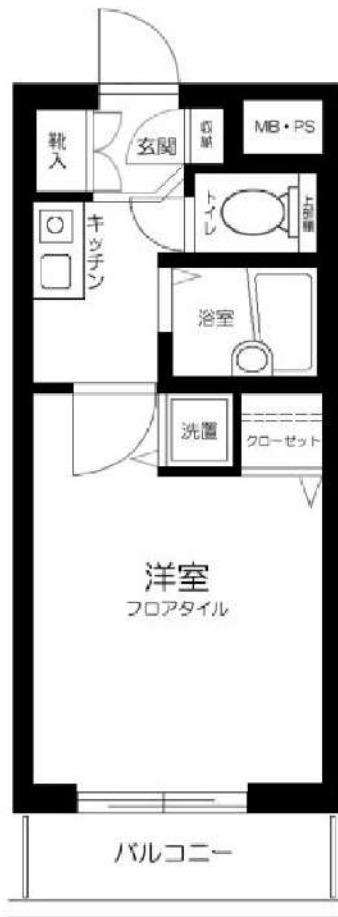 靴入
玄関
収納
MB・PS
キッチン
トイレ
上部棚
浴室
洗置
クローゼット
洋室
フロアタイル
バルコニー